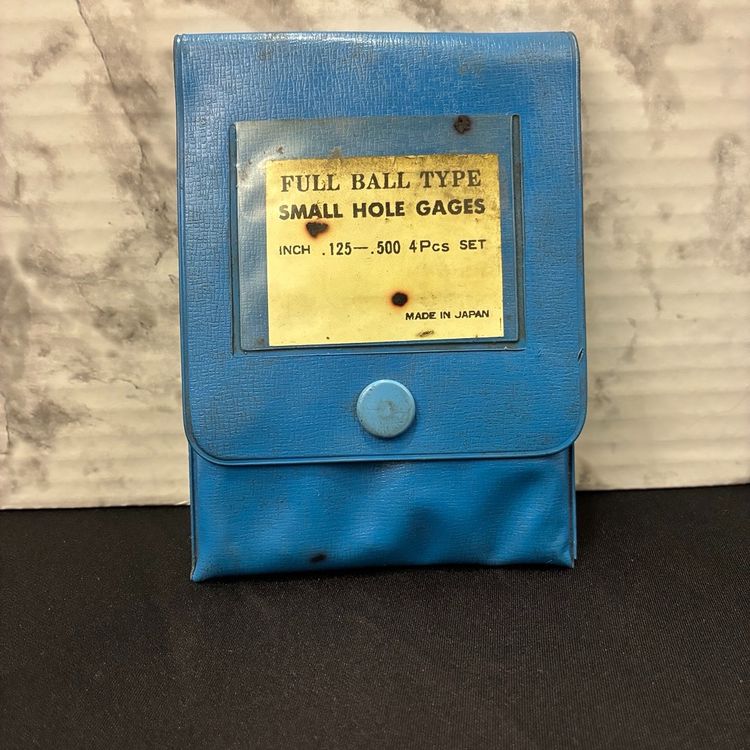 FULL BALL TYPE
SMALL HOLE GAGES
INCH .125—.500 4Pcs SET
MADE IN JAPAN